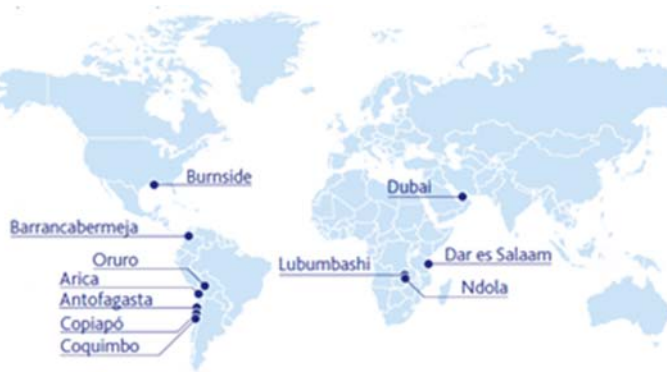 Burnside
Dubai
Barrancabermeja
Oruro
Lubumbashi
Dar es Salaam
Arica
Ndola
Antofagasta
Copiapó
Coquimbo